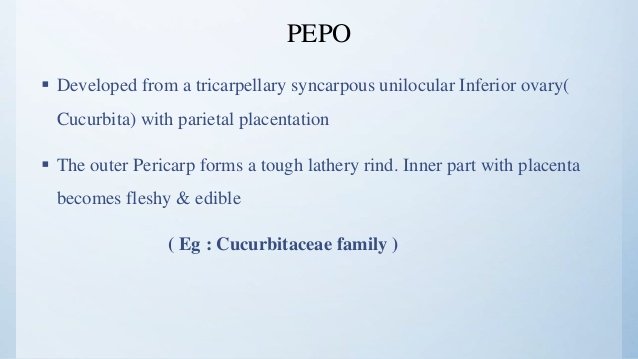 PEPO
▪ Developed from a tricarpellary syncarpous unilocular Inferior ovary(
Cucurbita) with parietal placentation
▪ The outer Pericarp forms a tough lathery rind. Inner part with placenta
becomes fleshy & edible
( Eg : Cucurbitaceae family )